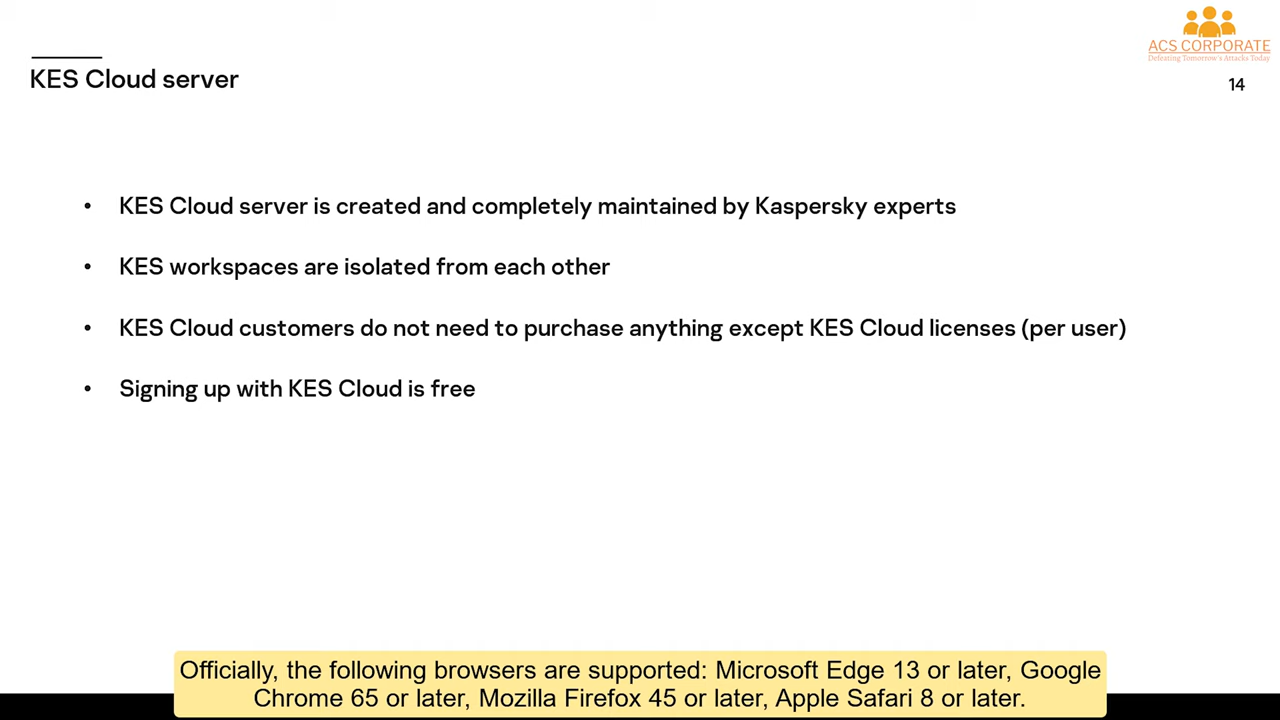 ACS CORPORATE
Defesting Tomorrow's Attacks Today
KES Cloud server
14
• KES Cloud server is created and completely maintained by Kaspersky experts
• KES workspaces are isolated from each other
• KES Cloud customers do not need to purchase anything except KES Cloud licenses (per user)
• Signing up with KES Cloud is free
Officially, the following browsers are supported: Microsoft Edge 13 or later, Google
Chrome 65 or later, Mozilla Firefox 45 or later, Apple Safari 8 or later.